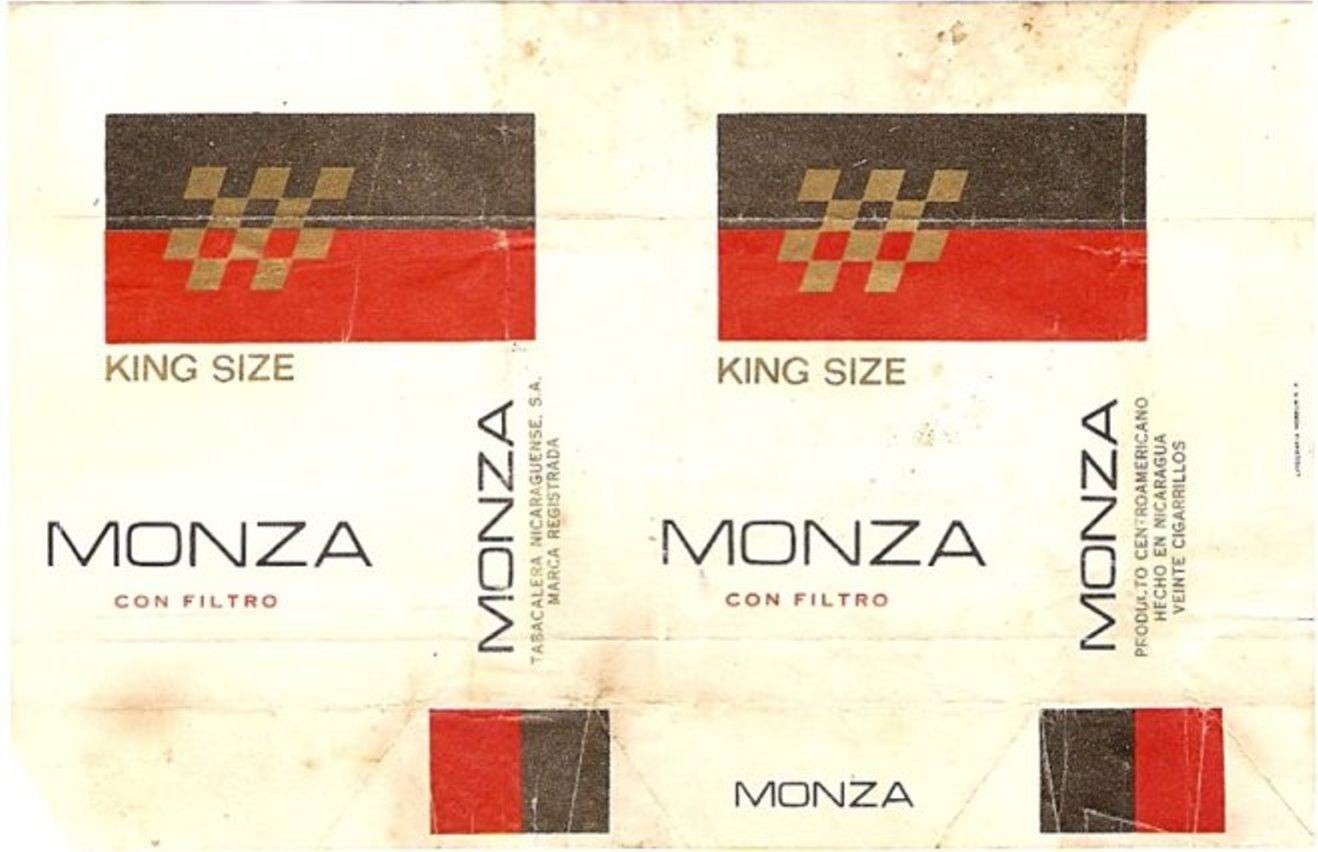 KING SIZE
MONZA
CON FILTRO
MONZA
TABACALERA NICARAGUENSE, S.A.
MARCA REGISTRADA
KING SIZE
MONZA
CON FILTRO
MONZA
PRODUCTO CENTROAMERICANO
HECHO EN NICARAGUA
VEINTE CIGARRILLOS
MONZA